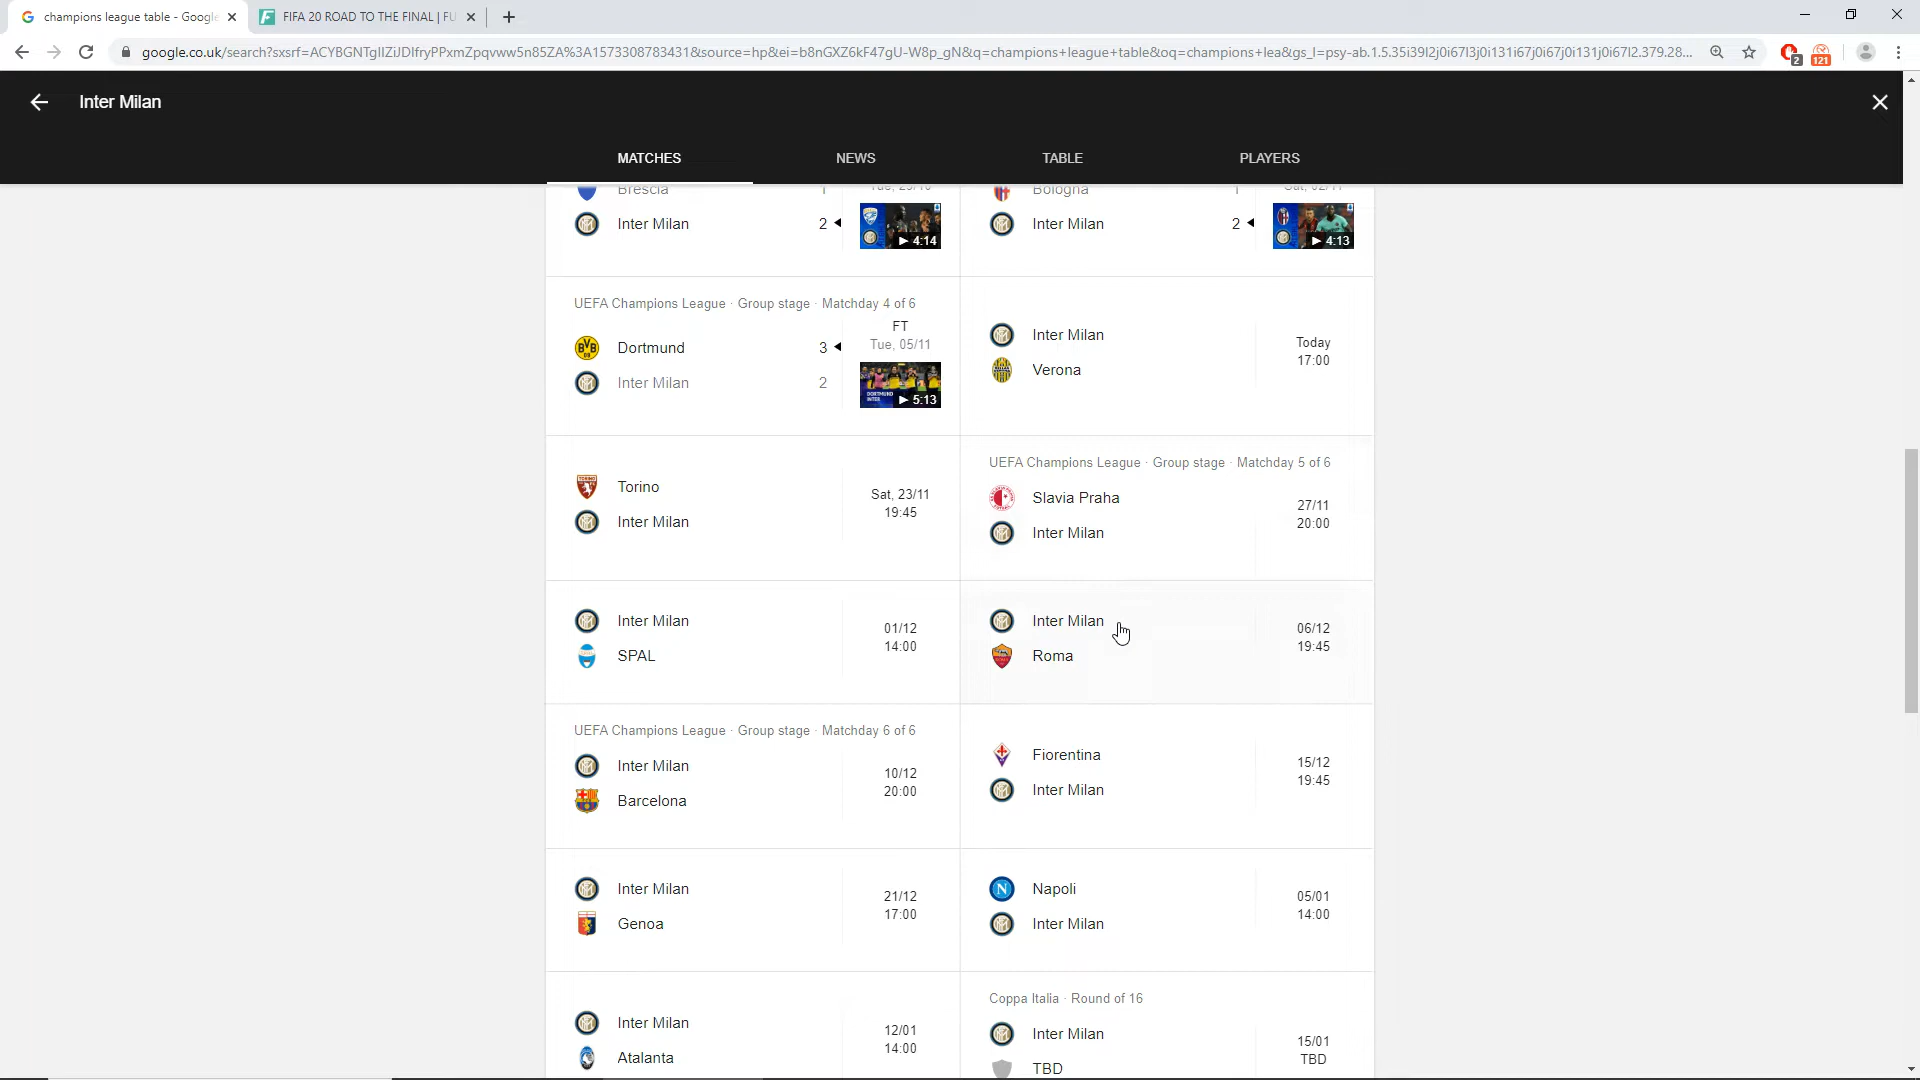 champions league table - Google
FIFA 20 ROAD TO THE FINAL | FU
google.co.uk/search?sxsrf=ACYBGNTgIIZiJDIfryPPxmZpqvww5n85ZA%3A1573308783431&source=hp&ei=b8nGXZ6kF47gU-W8p_gN&q=champions+league+table&oq=champions+lea&gs_l=psy-ab.1.5.35i39l2j0i67l3j0i131i67j0i67j0i131j0i67l2.379.28...
2
121
Inter Milan
MATCHES
NEWS
TABLE
PLAYERS
Brescia 1
Inter Milan 2
4:14
Bologna 1
Sat, 02/11
Inter Milan 2
4:13
UEFA Champions League · Group stage · Matchday 4 of 6
FT
Tue, 05/11
Dortmund 3
Inter Milan 2
5:13
Inter Milan
Verona
Today
17:00
Torino
Inter Milan
Sat, 23/11
19:45
UEFA Champions League · Group stage · Matchday 5 of 6
Slavia Praha
Inter Milan
27/11
20:00
Inter Milan
SPAL
01/12
14:00
Inter Milan
Roma
06/12
19:45
UEFA Champions League · Group stage · Matchday 6 of 6
Inter Milan
Barcelona
10/12
20:00
Fiorentina
Inter Milan
15/12
19:45
Inter Milan
Genoa
21/12
17:00
Napoli
Inter Milan
05/01
14:00
Inter Milan
Atalanta
12/01
14:00
Coppa Italia · Round of 16
Inter Milan
TBD
15/01
TBD